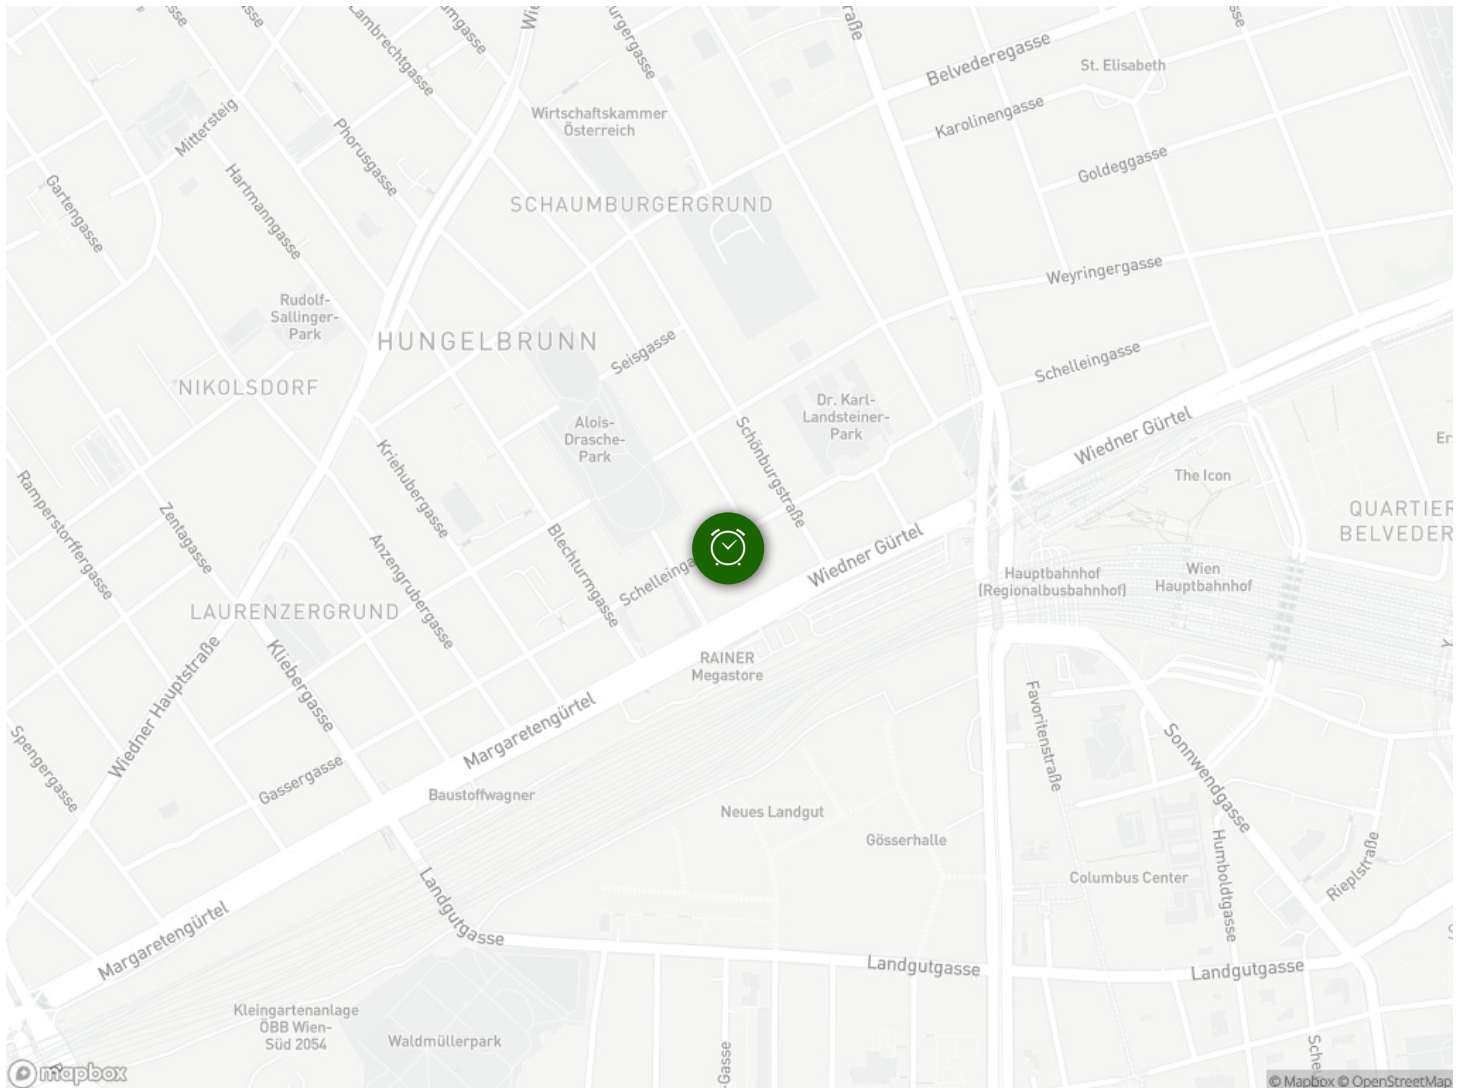 Lambrechtgasse
Belvederegasse
St. Elisabeth
Wirtschaftskammer
Österreich
Karolinengasse
Mittersteig
Phorusgasse
Goldeggasse
Gartengasse
Hartmanngasse
SCHAUMBURGERGRUND
Weyringergasse
Rudolf-
Sallinger-
Park
HUNGELBRUNN
Seisgasse
Schelleingasse
NIKOLSDORF
Dr. Karl-
Landsteiner-
Park
Alois-
Drasche-
Park
Schönburgstraße
Wiedner Gürtel
Kriehubergasse
The Icon
Ramperstorffergasse
Zentagasse
QUARTIER
BELVEDER
Blechturmgasse
Anzengrubergasse
Schelleinga
Wiedner Gürtel
Hauptbahnhof
(Regionalbusbahnhof)
Wien
Hauptbahnhof
LAURENZERGRUND
Wiedner Hauptstraße
Kliebergasse
RAINER
Megastore
Favoritenstraße
Margaretengürtel
Spengergasse
Gassergasse
Sonnwendgasse
Baustoffwagner
Neues Landgut
Gösserhalle
Columbus Center
Humboldtgasse
Rieplstraße
Landgutgasse
Margaretengürtel
Landgutgasse
Landgutgasse
Kleingartenanlage
ÖBB Wien-
Süd 2054
Waldmüllerpark
-Gasse
Sche
mapbox
© Mapbox © OpenStreetMap